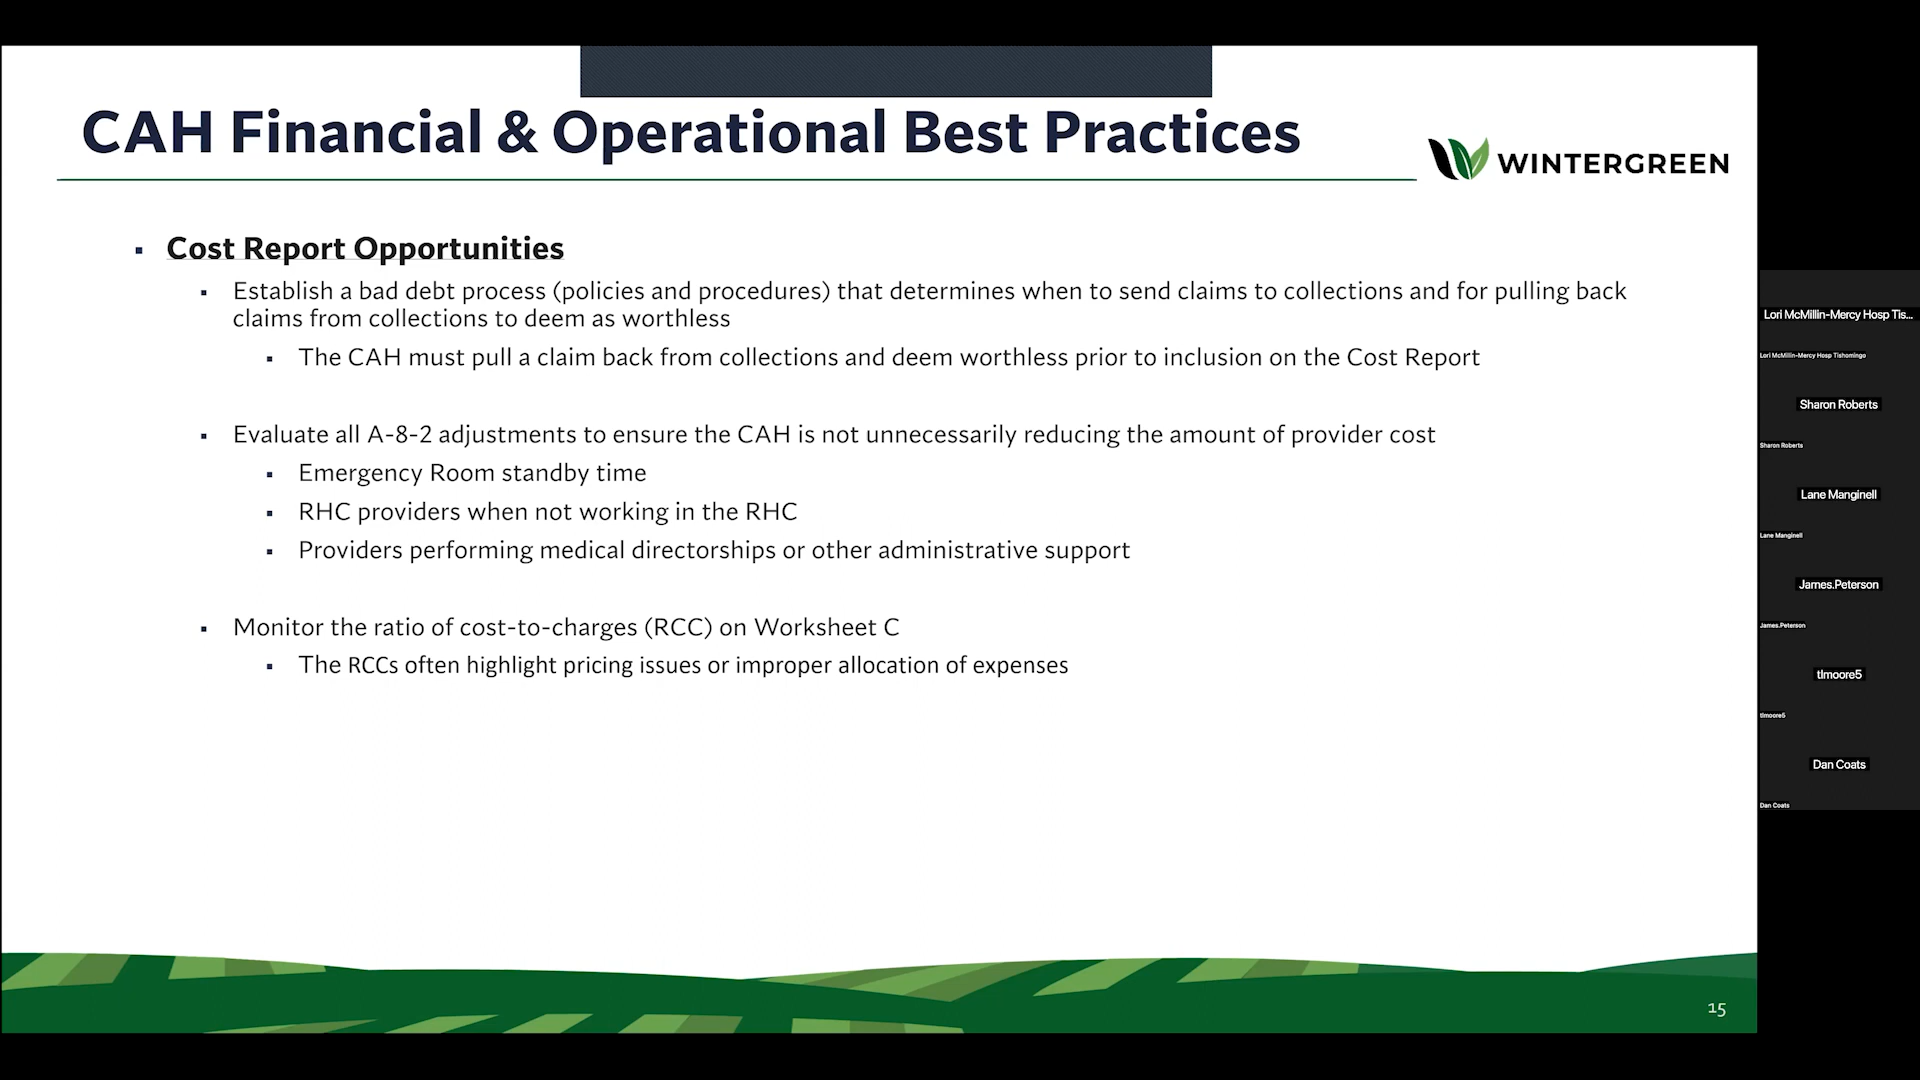 CAH Financial & Operational Best Practices
WINTERGREEN
▪ Cost Report Opportunities
▪ Establish a bad debt process (policies and procedures) that determines when to send claims to collections and for pulling back
claims from collections to deem as worthless
▪ The CAH must pull a claim back from collections and deem worthless prior to inclusion on the Cost Report
▪ Evaluate all A-8-2 adjustments to ensure the CAH is not unnecessarily reducing the amount of provider cost
▪ Emergency Room standby time
▪ RHC providers when not working in the RHC
▪ Providers performing medical directorships or other administrative support
▪ Monitor the ratio of cost-to-charges (RCC) on Worksheet C
▪ The RCCs often highlight pricing issues or improper allocation of expenses
15
Lori McMillin-Mercy Hosp Tis...
Lori McMillin-Mercy Hosp Tishomingo
Sharon Roberts
Sharon Roberts
Lane Manginell
Lane Manginell
James.Peterson
James.Peterson
tlmoore5
tlmoore5
Dan Coats
Dan Coats